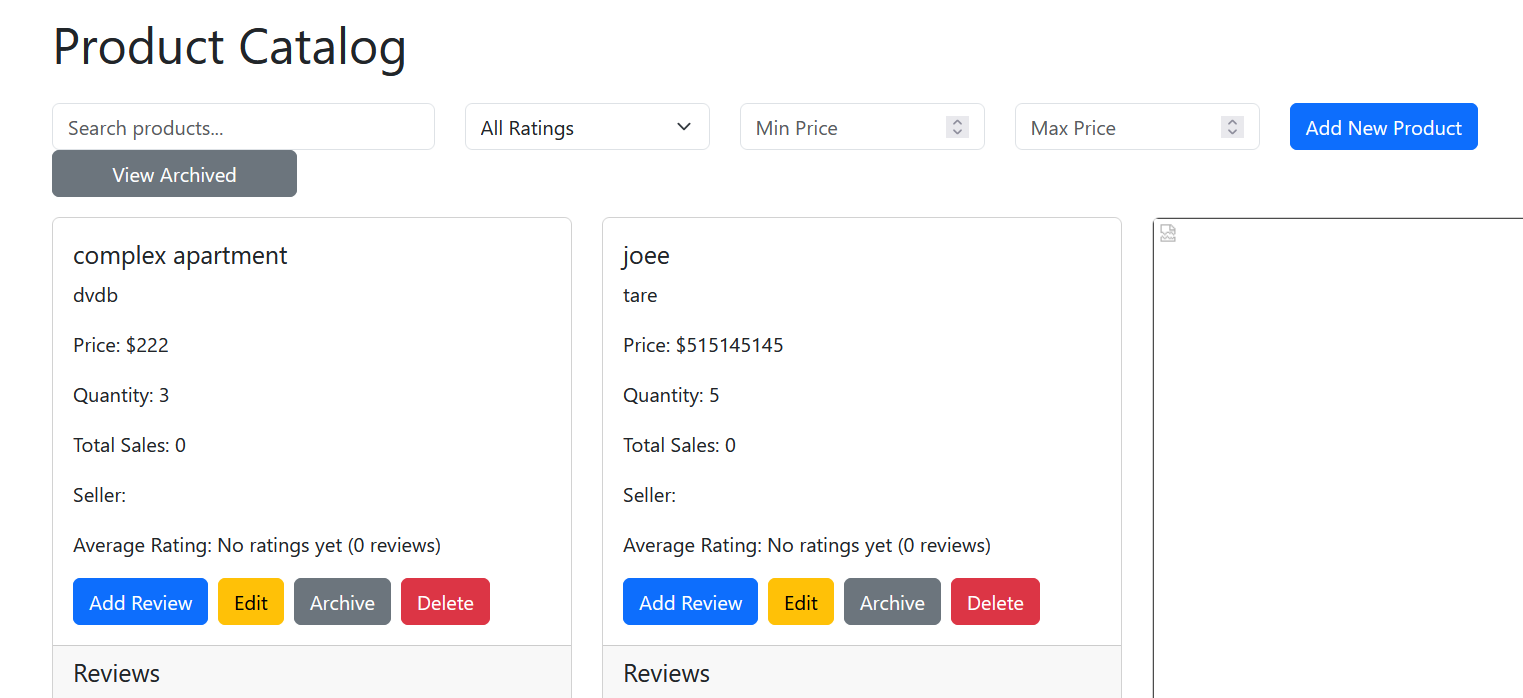 Product Catalog
Search products...
All Ratings
Min Price
Max Price
Add New Product
View Archived
complex apartment
dvdb
Price: $222
Quantity: 3
Total Sales: 0
Seller:
Average Rating: No ratings yet (0 reviews)
Add Review Edit Archive Delete
Reviews
joee
tare
Price: $515145145
Quantity: 5
Total Sales: 0
Seller:
Average Rating: No ratings yet (0 reviews)
Add Review Edit Archive Delete
Reviews